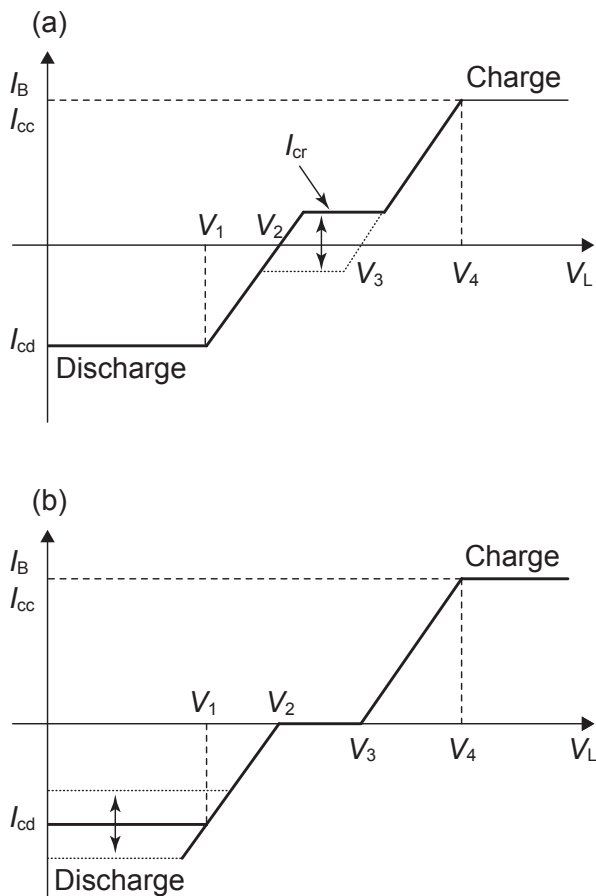 (a)
I_B
Charge
I_cc
I_cr
V_1
V_2
V_3
V_4
V_L
I_cd
Discharge
(b)
I_B
Charge
I_cc
V_1
V_2
V_3
V_4
V_L
I_cd
Discharge